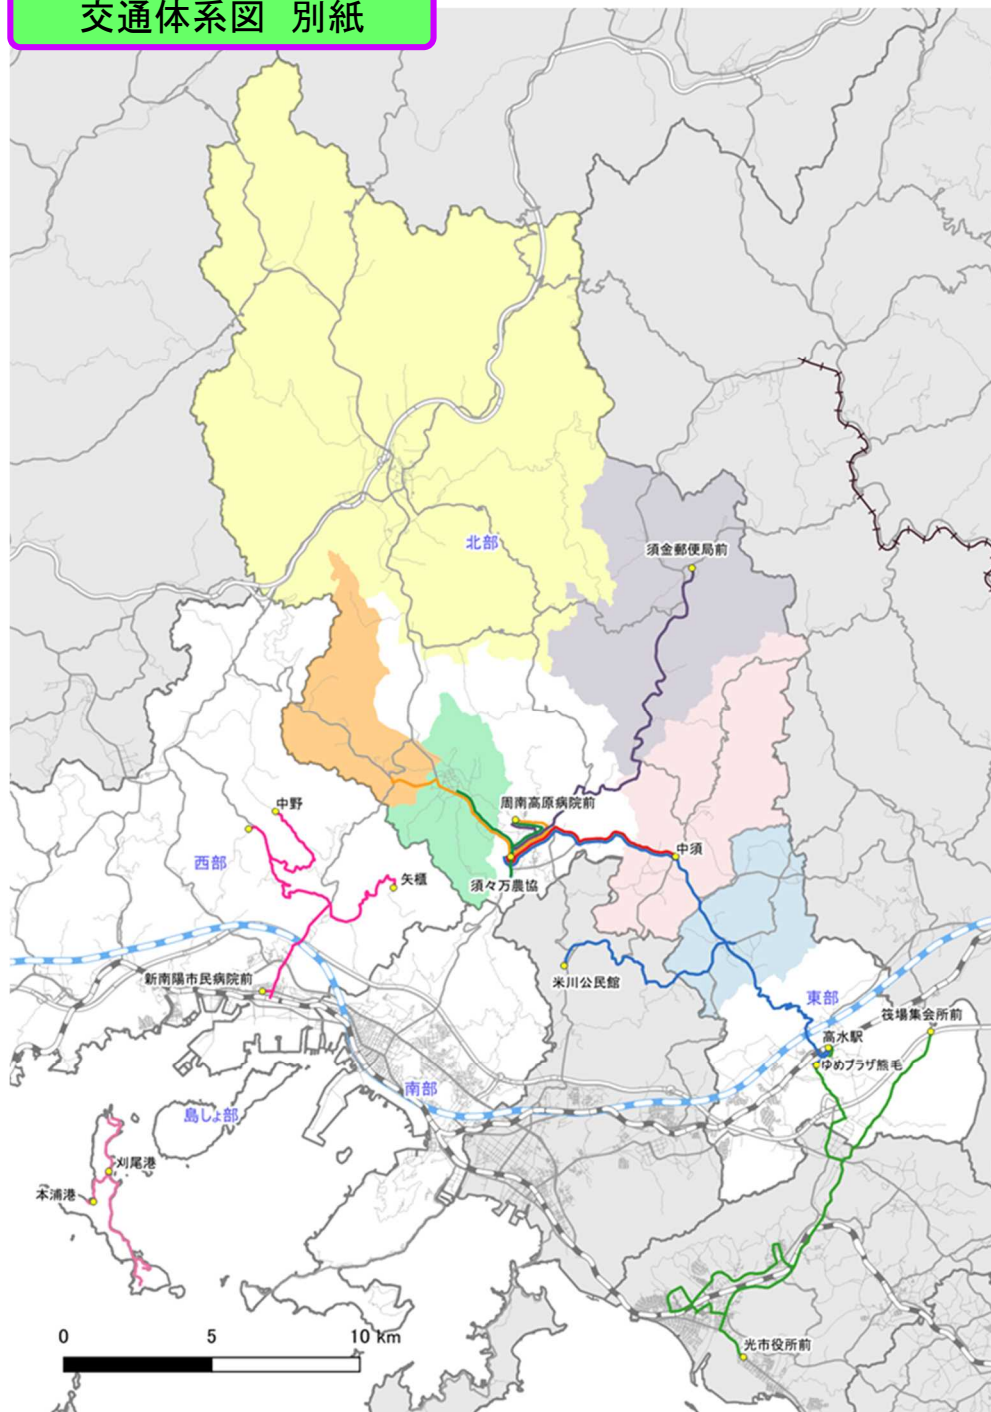 交通体系図 別紙
北部
須金郵便局前
周南高原病院前
中野
西部
中須
矢櫃
須々万農協
新南陽市民病院前
米川公民館
東部
筏場集会所前
高水駅
ゆめプラザ熊毛
南部
島しょ部
刈尾港
本浦港
0 5 10 km
光市役所前